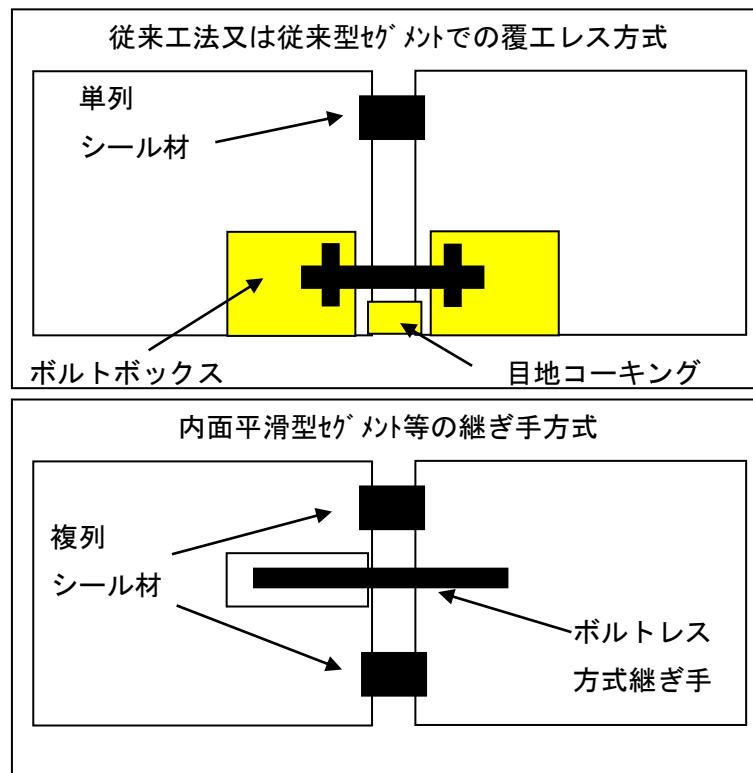 従来工法又は従来型ｾｸﾞﾒﾝﾄでの覆工レス方式
単列
シール材
ボルトボックス
目地コーキング
内面平滑型ｾｸﾞﾒﾝﾄ等の継ぎ手方式
複列
シール材
ボルトレス
方式継ぎ手